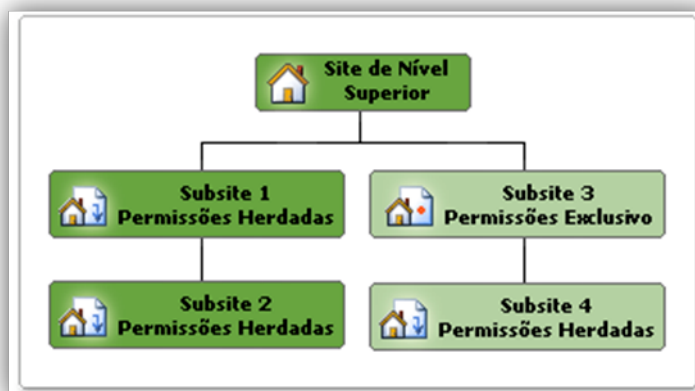 Site de Nível
Superior
Subsite 1
Permissões Herdadas
Subsite 3
Permissões Exclusivo
Subsite 2
Permissões Herdadas
Subsite 4
Permissões Herdadas